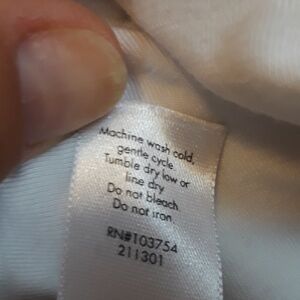 Machine wash cold,
gentle cycle.
Tumble dry low or
line dry.
Do not bleach
Do not iron
RN#103754
211301